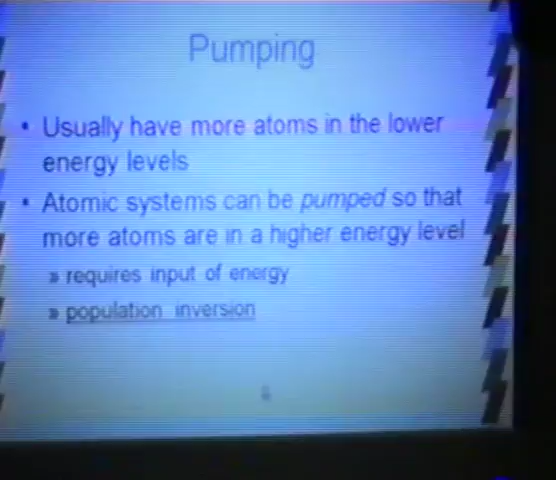 Pumping
• Usually have more atoms in the lower
energy levels
• Atomic systems can be pumped so that
more atoms are in a higher energy level
» requires input of energy
» population inversion